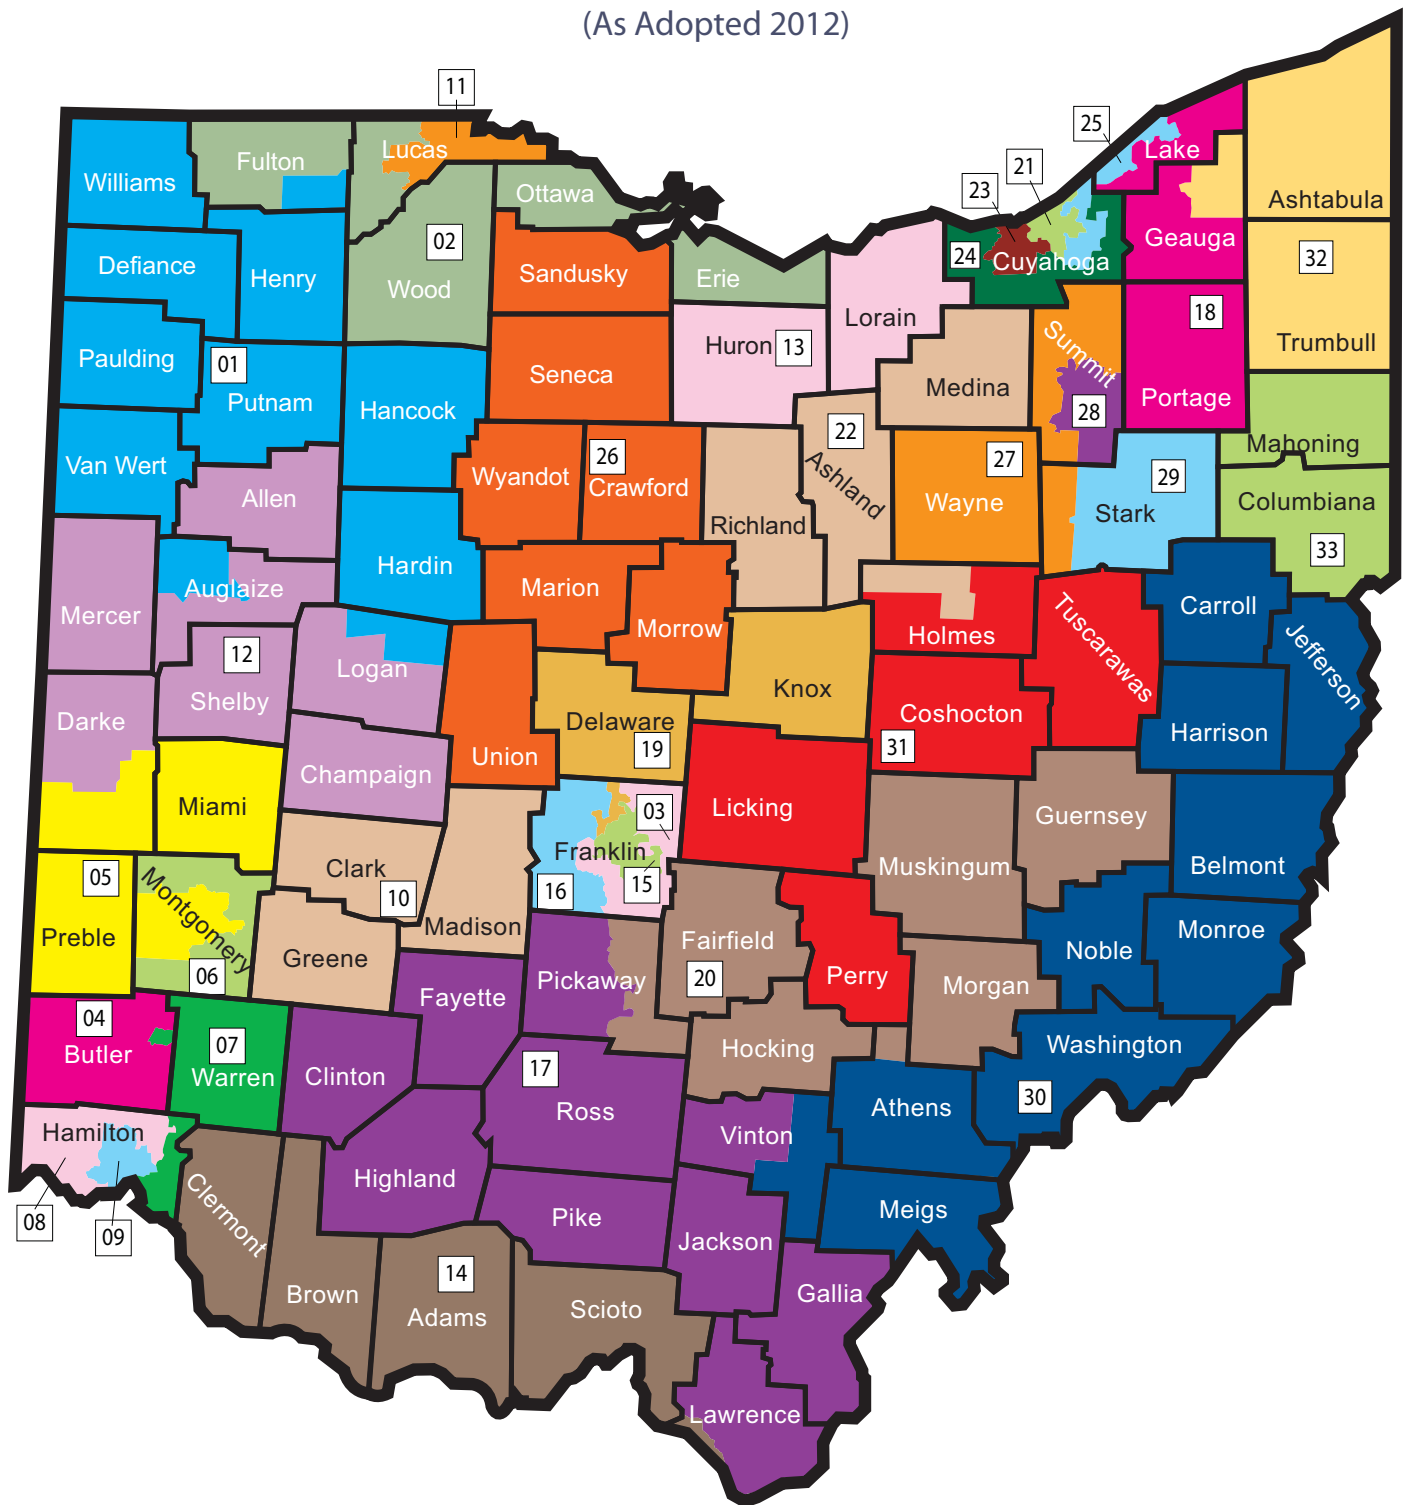 (As Adopted 2012)
11
25
Fulton
Lucas
Lake
21
Williams
23
Ottawa
Ashtabula
02
Geauga
24
Cuyahoga
32
Defiance
Henry
Sandusky
Erie
Wood
Lorain
18
Summit
Trumbull
Huron
13
Paulding
01
Seneca
Medina
Portage
Putnam
Hancock
28
22
Mahoning
Van Wert
26
27
Wyandot
Crawford
29
Ashland
Allen
Wayne
Columbiana
Richland
Stark
33
Hardin
Marion
Auglaize
Mercer
Morrow
Holmes
Tuscarawas
Carroll
Jefferson
12
Logan
Shelby
Knox
Darke
Delaware
Coshocton
Harrison
19
31
Union
Champaign
Miami
Licking
03
Guernsey
Franklin
Clark
Muskingum
Belmont
05
15
16
10
Montgomery
Preble
Madison
Fairfield
Monroe
Greene
Noble
06
20
Perry
Pickaway
Morgan
Fayette
04
Butler
07
Hocking
Washington
Warren
Clinton
17
30
Ross
Athens
Hamilton
Vinton
Highland
Clermont
08
09
Pike
Meigs
Jackson
14
Brown
Gallia
Adams
Scioto
Lawrence